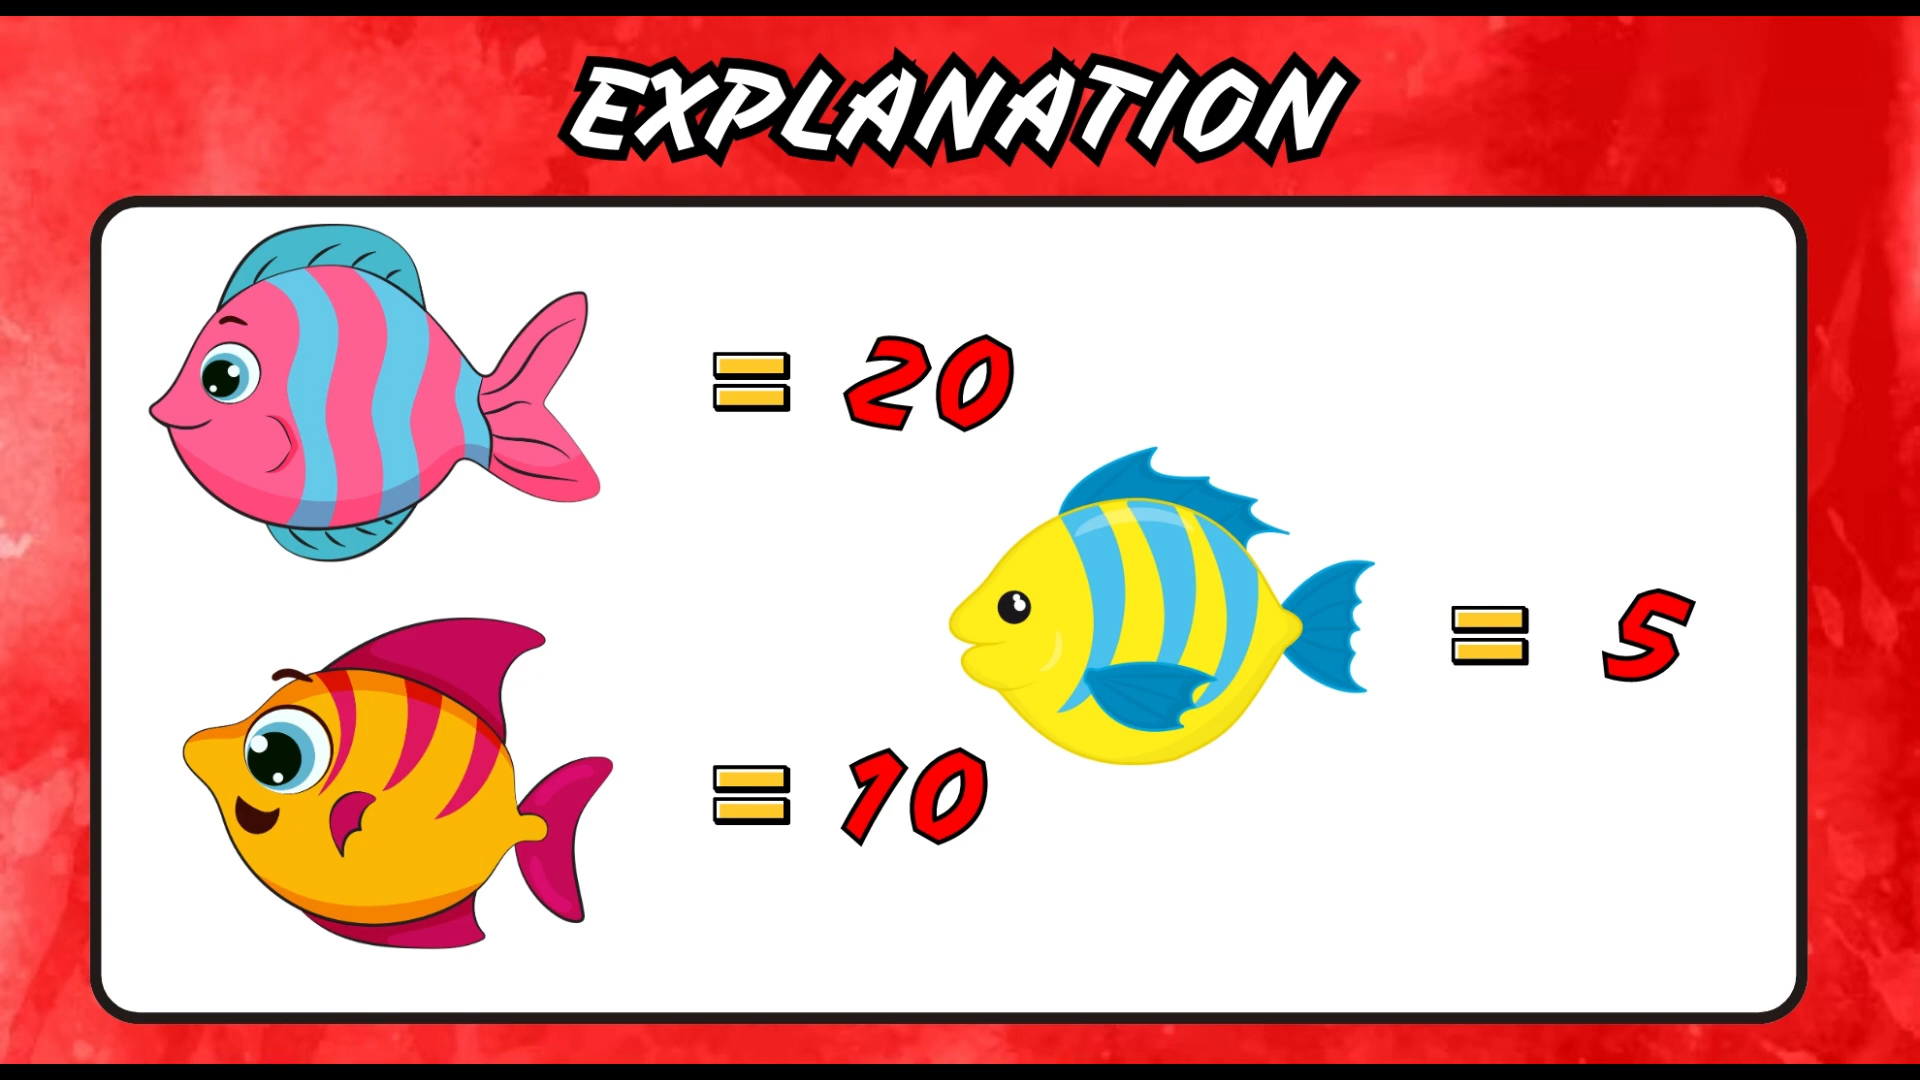 EXPLANATION
= 20
= 5
= 10